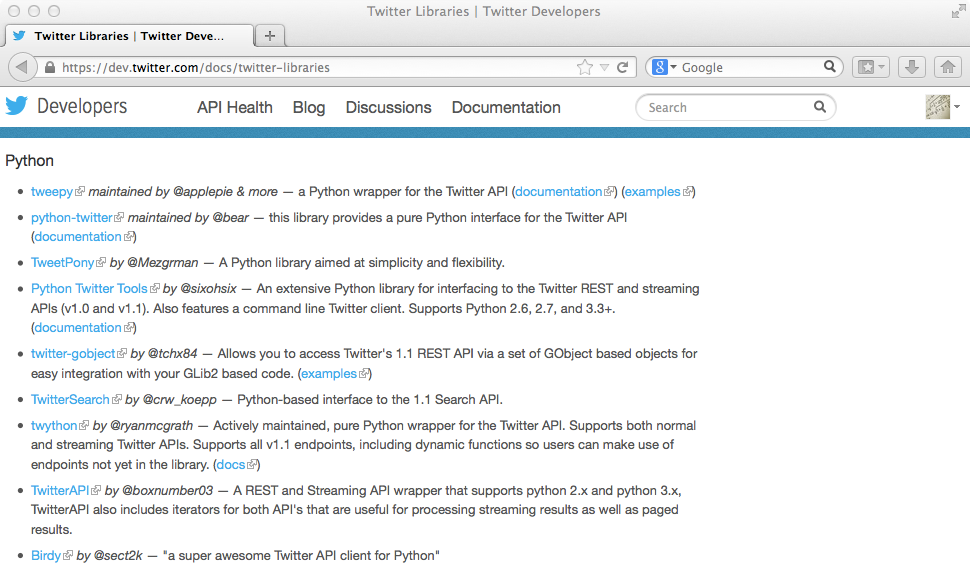 Twitter Libraries | Twitter Developers
Twitter Libraries | Twitter Deve...
https://dev.twitter.com/docs/twitter-libraries
Google
Developers
API Health
Blog
Discussions
Documentation
Search
Python
tweepy maintained by @applepie & more — a Python wrapper for the Twitter API (documentation) (examples)
python-twitter maintained by @bear — this library provides a pure Python interface for the Twitter API
(documentation)
TweetPony by @Mezgrman — A Python library aimed at simplicity and flexibility.
Python Twitter Tools by @sixohsix — An extensive Python library for interfacing to the Twitter REST and streaming
APIs (v1.0 and v1.1). Also features a command line Twitter client. Supports Python 2.6, 2.7, and 3.3+.
(documentation)
twitter-gobject by @tchx84 — Allows you to access Twitter's 1.1 REST API via a set of GObject based objects for
easy integration with your GLib2 based code. (examples)
TwitterSearch by @crw_koepp — Python-based interface to the 1.1 Search API.
twython by @ryanmcgrath — Actively maintained, pure Python wrapper for the Twitter API. Supports both normal
and streaming Twitter APIs. Supports all v1.1 endpoints, including dynamic functions so users can make use of
endpoints not yet in the library. (docs)
TwitterAPI by @boxnumber03 — A REST and Streaming API wrapper that supports python 2.x and python 3.x,
TwitterAPI also includes iterators for both API's that are useful for processing streaming results as well as paged
results.
Birdy by @sect2k — "a super awesome Twitter API client for Python"